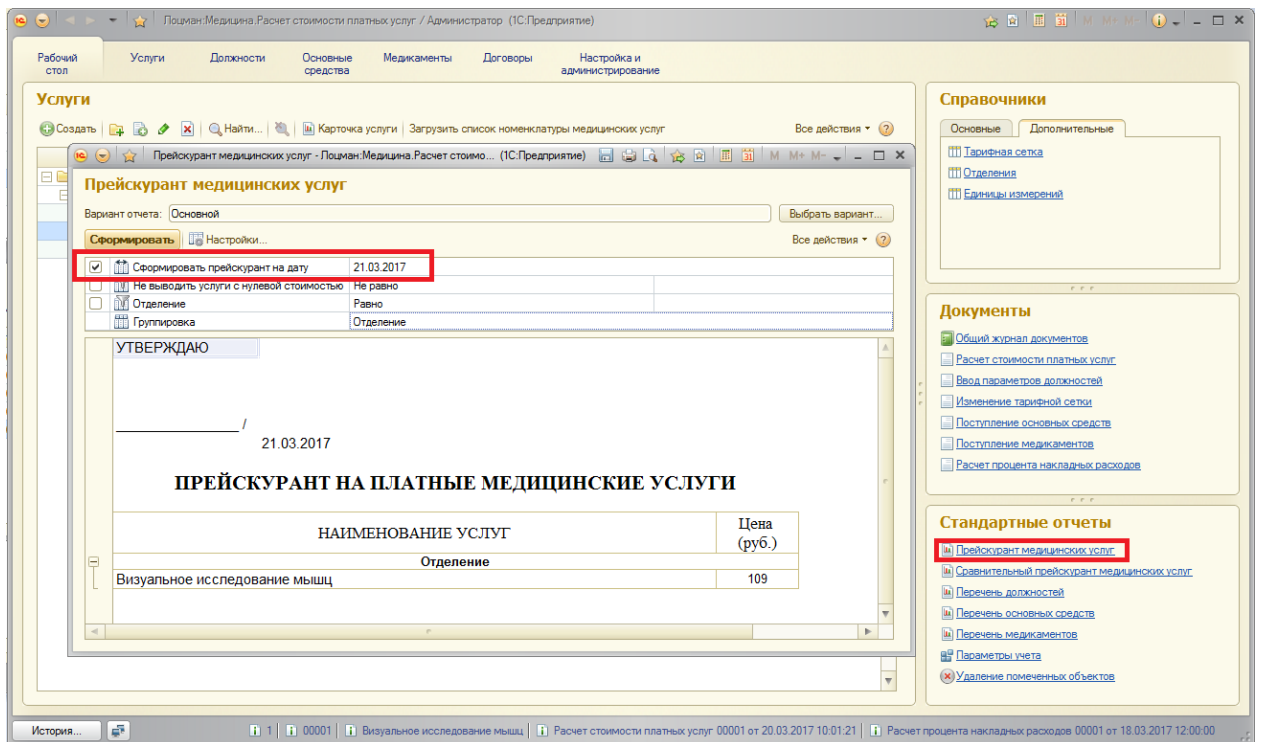 Поцман:Медицина.Расчет стоимости платных услуг / Администратор (1С:Предприятие)
M M+ M-
Рабочий стол
Услуги
Должности
Основные средства
Медикаменты
Договоры
Настройка и администрирование
Услуги
Создать
Найти...
Карточка услуги
Загрузить список номенклатуры медицинских услуг
Все действия
Прейскурант медицинских услуг - Лоцман:Медицина.Расчет стоимо... (1С:Предприятие)
M M+ M-
Прейскурант медицинских услуг
Вариант отчета: Основной
Выбрать вариант...
Сформировать
Настройки...
Все действия
Сформировать прейскурант на дату 21.03.2017
Не выводить услуги с нулевой стоимостью Не равно
Отделение Равно
Группировка Отделение
УТВЕРЖДАЮ
/
21.03.2017
ПРЕЙСКУРАНТ НА ПЛАТНЫЕ МЕДИЦИНСКИЕ УСЛУГИ
НАИМЕНОВАНИЕ УСЛУГ
Цена (руб.)
Отделение
Визуальное исследование мышц 109
Справочники
Основные
Дополнительные
Тарифная сетка
Отделения
Единицы измерений
Документы
Общий журнал документов
Расчет стоимости платных услуг
Ввод параметров должностей
Изменение тарифной сетки
Поступление основных средств
Поступление медикаментов
Расчет процента накладных расходов
Стандартные отчеты
Прейскурант медицинских услуг
Сравнительный прейскурант медицинских услуг
Перечень должностей
Перечень основных средств
Перечень медикаментов
Параметры учета
Удаление помеченных объектов
История...
1
00001
Визуальное исследование мышц
Расчет стоимости платных услуг 00001 от 20.03.2017 10:01:21
Расчет процента накладных расходов 00001 от 18.03.2017 12:00:00